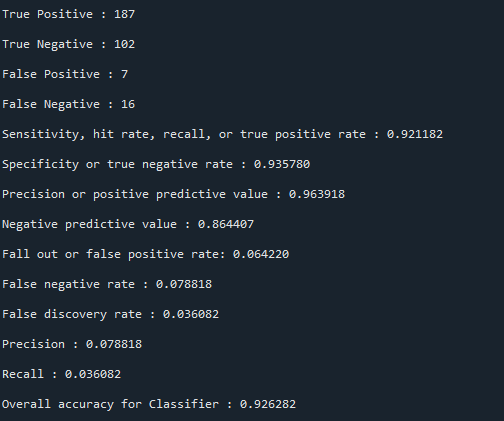 True Positive : 187
True Negative : 102
False Positive : 7
False Negative : 16
Sensitivity, hit rate, recall, or true positive rate : 0.921182
Specificity or true negative rate : 0.935780
Precision or positive predictive value : 0.963918
Negative predictive value : 0.864407
Fall out or false positive rate: 0.064220
False negative rate : 0.078818
False discovery rate : 0.036082
Precision : 0.078818
Recall : 0.036082
Overall accuracy for Classifier : 0.926282